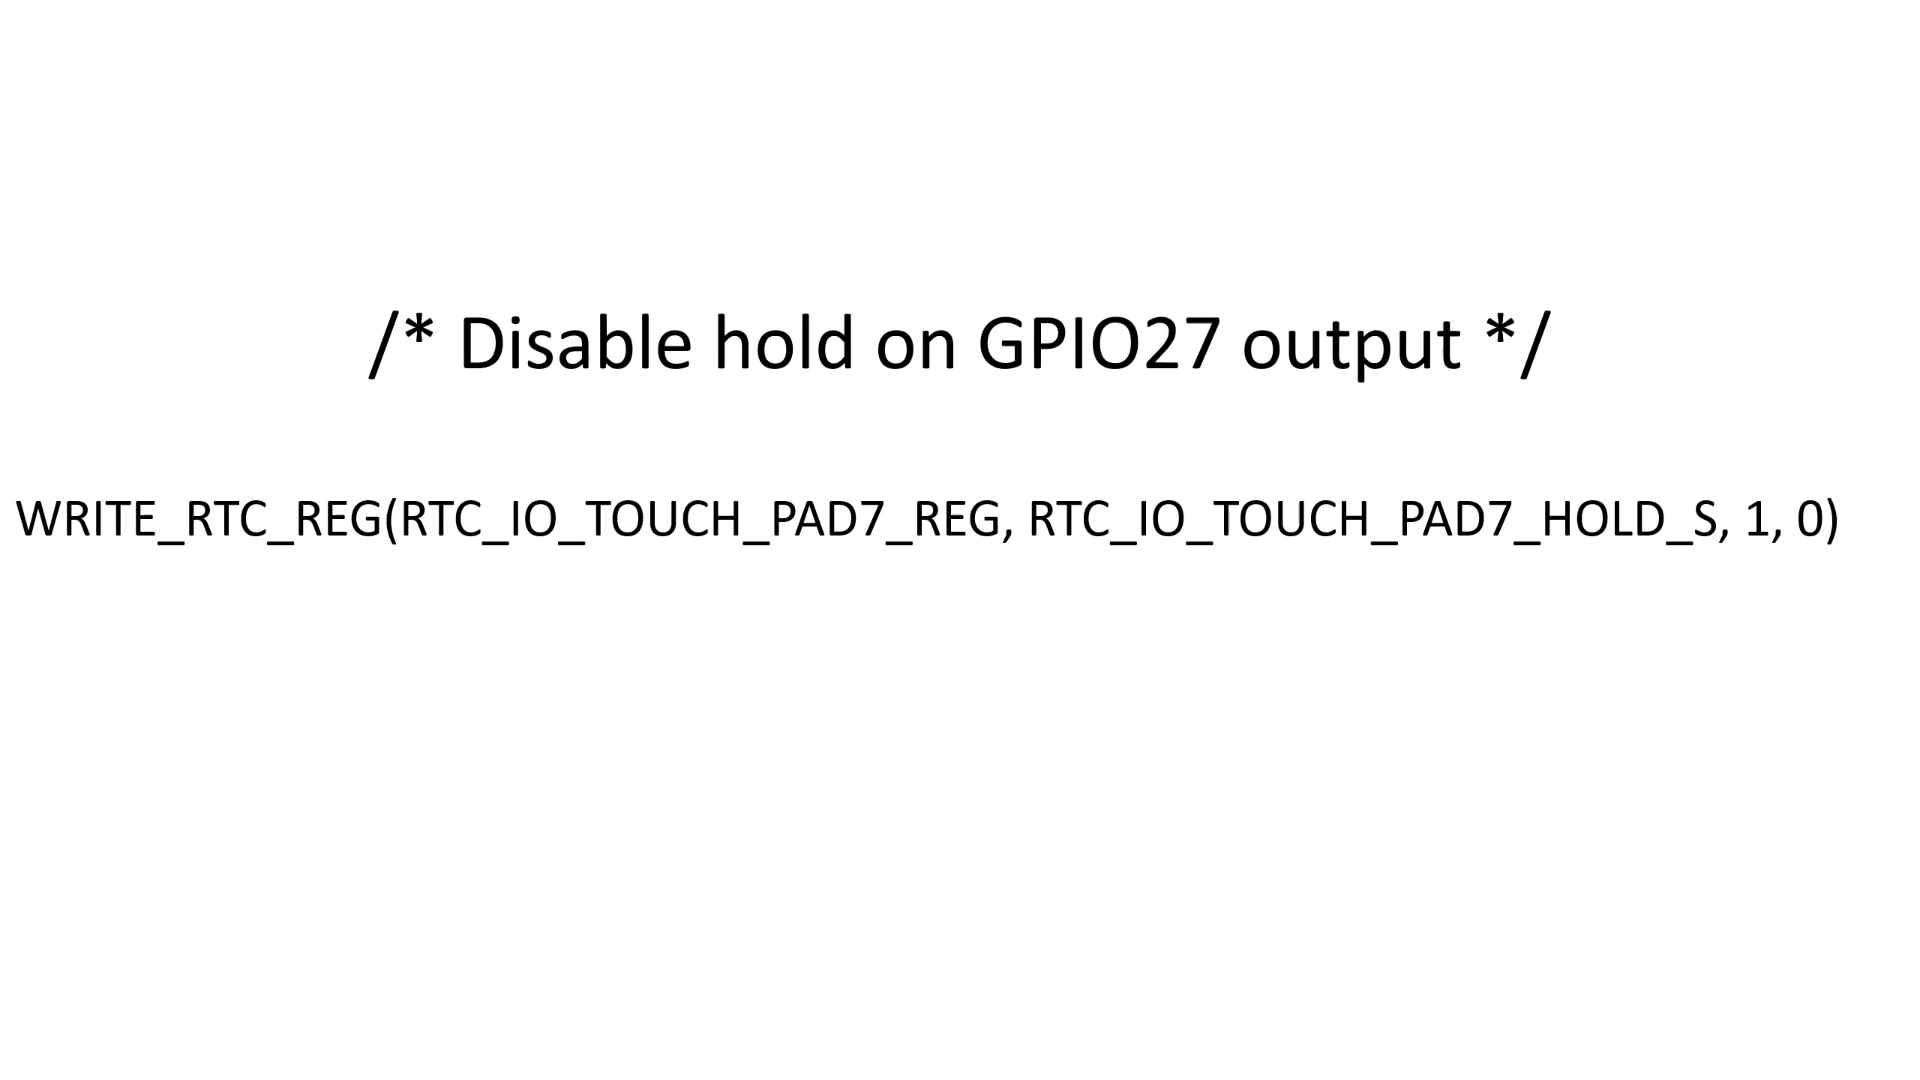 /* Disable hold on GPIO27 output */
WRITE_RTC_REG(RTC_IO_TOUCH_PAD7_REG, RTC_IO_TOUCH_PAD7_HOLD_S, 1, 0)